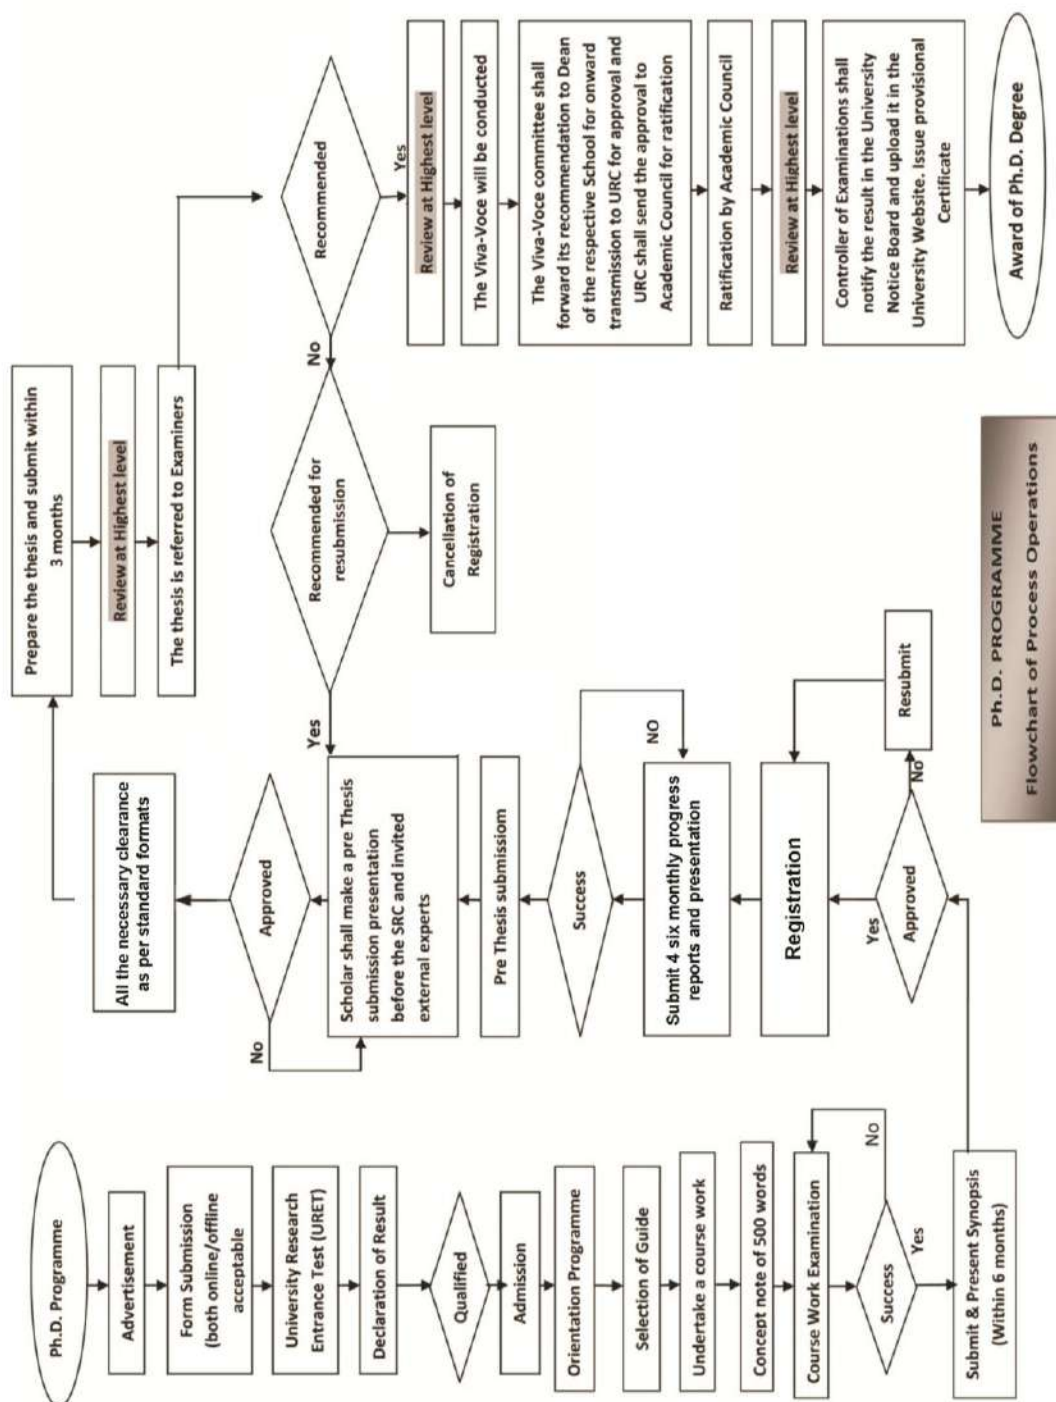 Ph.D. Programme
Advertisement
Form Submission
(both online/offline
acceptable
University Research
Entrance Test (URET)
Declaration of Result
Qualified
Admission
Orientation Programme
Selection of Guide
Undertake a course work
Concept note of 500 words
Course Work Examination
Success
No
Yes
Submit & Present Synopsis
(Within 6 months)
Approved
No
Resubmit
Yes
Registration
Submit 4 six monthly progress
reports and presentation
Success
NO
Pre Thesis submissiom
Scholar shall make a pre Thesis
submission presentation
before the SRC and invited
external experts
Approved
No
All the necessary clearance
as per standard formats
Prepare the thesis and submit within
3 months
Review at Highest level
The thesis is referred to Examiners
Recommended
No
Recommended for
resubmission
Yes
Cancellation of
Registration
Yes
Review at Highest level
The Viva-Voce will be conducted
The Viva-Voce committee shall
forward its recommendation to Dean
of the respective School for onward
transmission to URC for approval and
URC shall send the approval to
Academic Council for ratification
Ratification by Academic Council
Review at Highest level
Controller of Examinations shall
notify the result in the University
Notice Board and upload it in the
University Website. Issue provisional
Certificate
Award of Ph.D. Degree
Ph.D. PROGRAMME
Flowchart of Process Operations